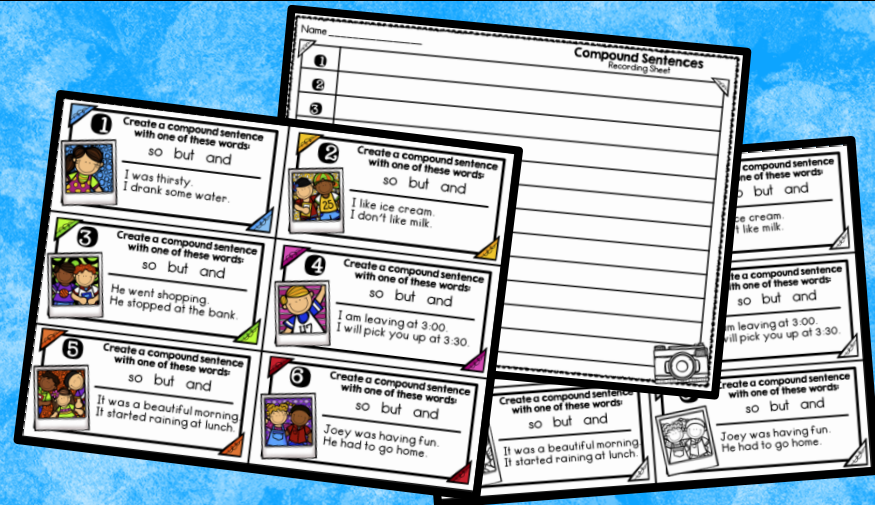 Name
Compound Sentences
Recording Sheet
1
2
3
1
Create a compound sentence
with one of these words:
so but and
I was thirsty.
I drank some water.
2
Create a compound sentence
with one of these words:
so but and
I like ice cream.
I don't like milk.
3
Create a compound sentence
with one of these words:
so but and
He went shopping.
He stopped at the bank.
4
Create a compound sentence
with one of these words:
so but and
I am leaving at 3:00.
I will pick you up at 3:30.
5
Create a compound sentence
with one of these words:
so but and
It was a beautiful morning.
It started raining at lunch.
6
Create a compound sentence
with one of these words:
so but and
Joey was having fun.
He had to go home.
25
47
compound sentence
one of these words:
but and
cream.
like milk.
a compound sentence
one of these words:
so but and
leaving at 3:00.
pick you up at 3:30.
Create a compound sentence
with one of these words:
so but and
It was a beautiful morning.
It started raining at lunch.
Create a compound sentence
with one of these words:
so but and
Joey was having fun.
He had to go home.